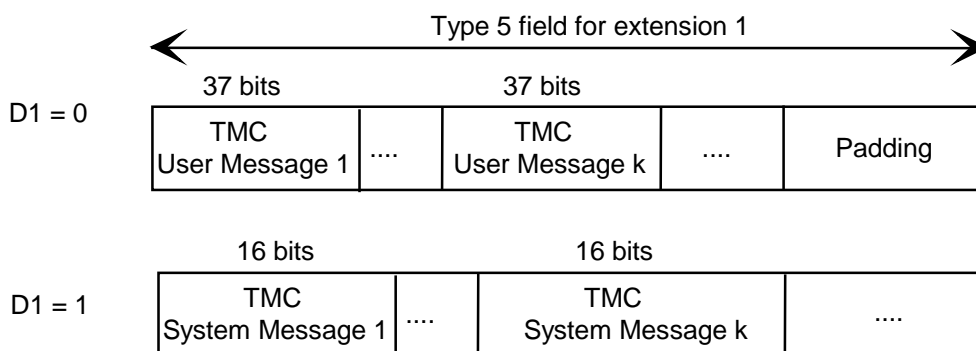 Type 5 field for extension 1
37 bits 37 bits
D1 = 0
TMC .... TMC .... Padding
User Message 1 User Message k
16 bits 16 bits
D1 = 1
TMC .... TMC ....
System Message 1 System Message k